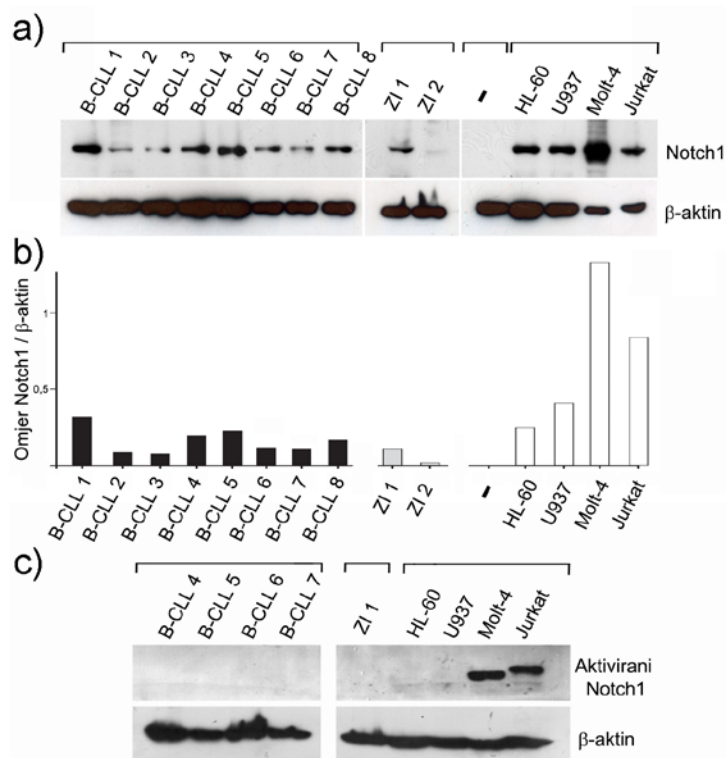 a)
B-CLL 1 B-CLL 2 B-CLL 3 B-CLL 4 B-CLL 5 B-CLL 6 B-CLL 7 B-CLL 8 ZI 1 ZI 2 - HL-60 U937 Molt-4 Jurkat
Notch1
β-aktin
b)
Omjer Notch1 / β-aktin
1
0,5
B-CLL 1 B-CLL 2 B-CLL 3 B-CLL 4 B-CLL 5 B-CLL 6 B-CLL 7 B-CLL 8 ZI 1 ZI 2 - HL-60 U937 Molt-4 Jurkat
c)
B-CLL 4 B-CLL 5 B-CLL 6 B-CLL 7 ZI 1 HL-60 U937 Molt-4 Jurkat
Aktivirani
Notch1
β-aktin